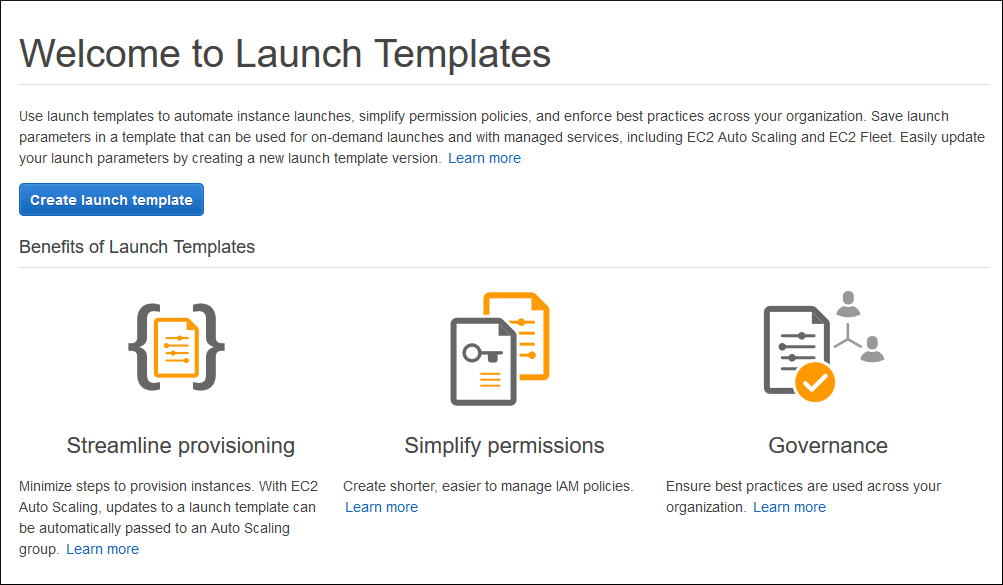 Welcome to Launch Templates
Use launch templates to automate instance launches, simplify permission policies, and enforce best practices across your organization. Save launch
parameters in a template that can be used for on-demand launches and with managed services, including EC2 Auto Scaling and EC2 Fleet. Easily update
your launch parameters by creating a new launch template version. Learn more
Create launch template
Benefits of Launch Templates
Streamline provisioning
Minimize steps to provision instances. With EC2
Auto Scaling, updates to a launch template can
be automatically passed to an Auto Scaling
group. Learn more
Simplify permissions
Create shorter, easier to manage IAM policies.
Learn more
Governance
Ensure best practices are used across your
organization. Learn more